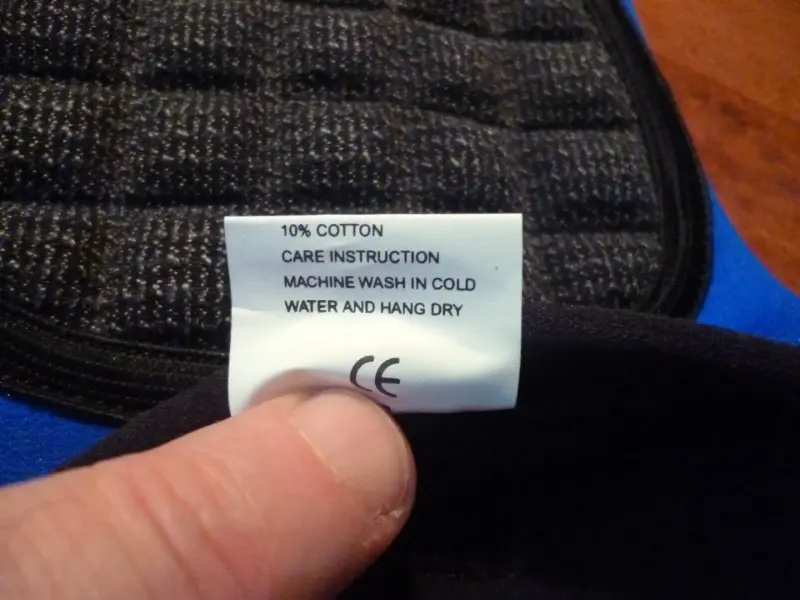 10% COTTON
CARE INSTRUCTION
MACHINE WASH IN COLD
WATER AND HANG DRY
CE